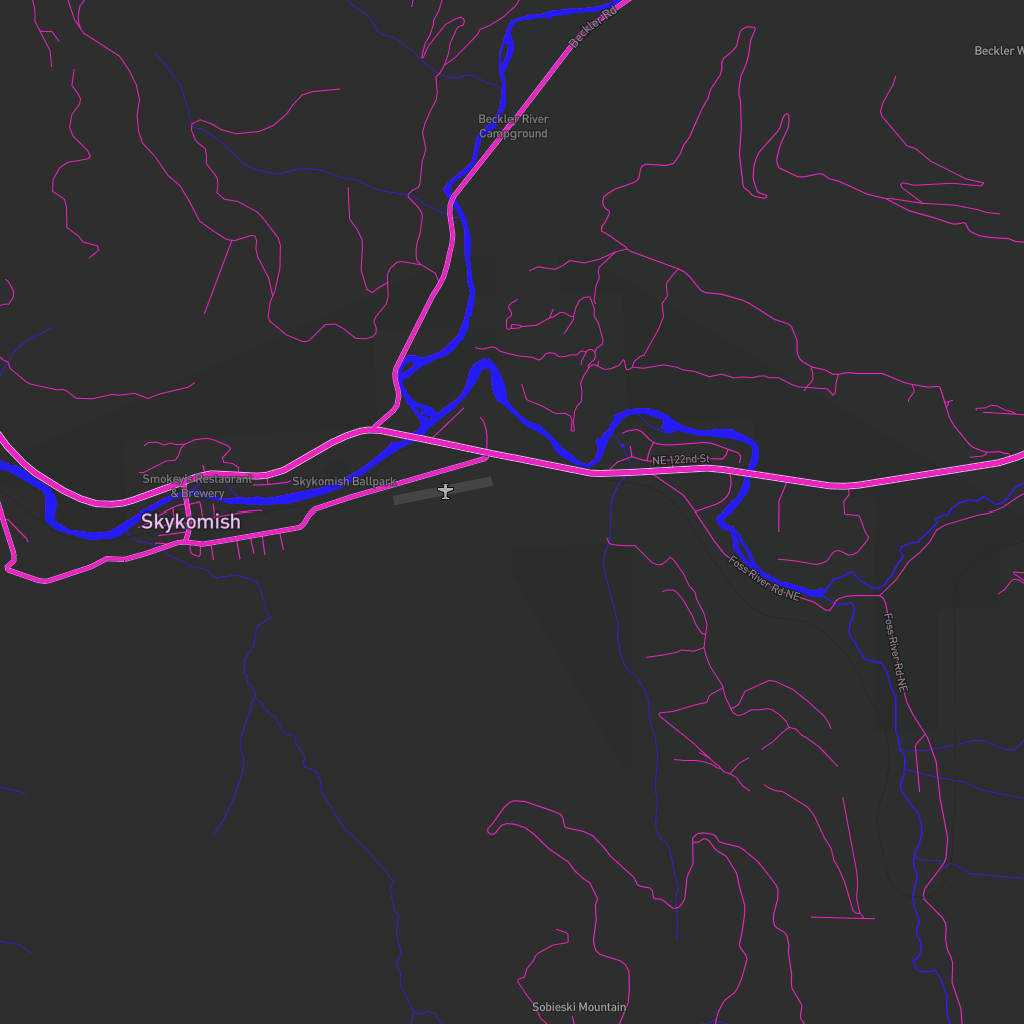 Beckler Rd
Beckler W
Beckler River
Campground
NE 122nd St
Smokey's Restaurant
& Brewery
Skykomish Ballpark
Skykomish
Foss River Rd NE
Foss River Rd NE
Sobieski Mountain